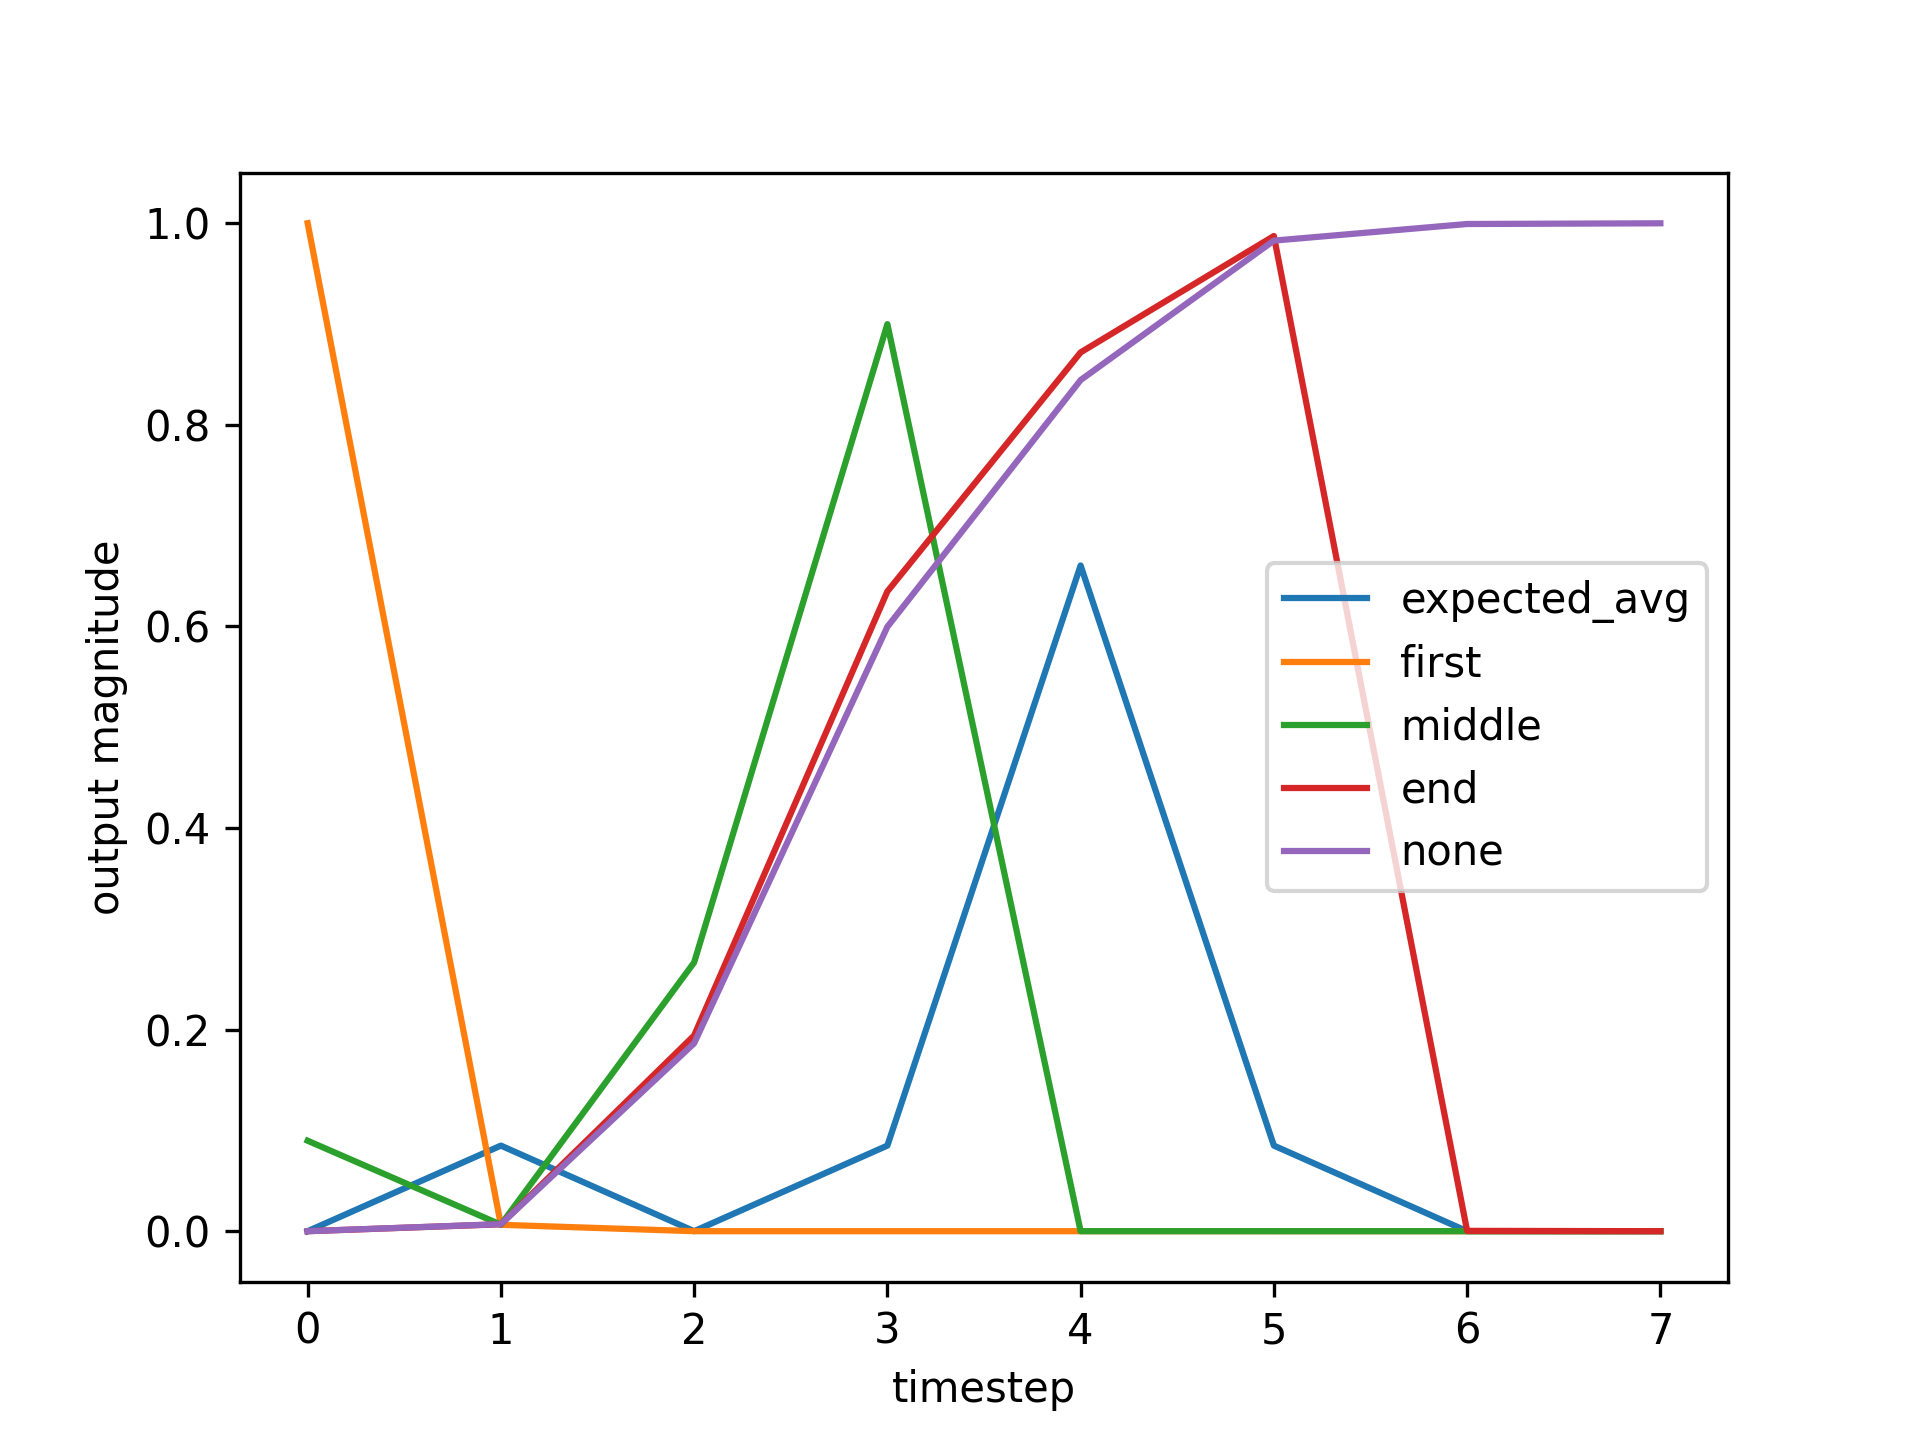 1.0
0.8
0.6
0.4
0.2
0.0
output magnitude
expected_avg
first
middle
end
none
0 1 2 3 4 5 6 7
timestep